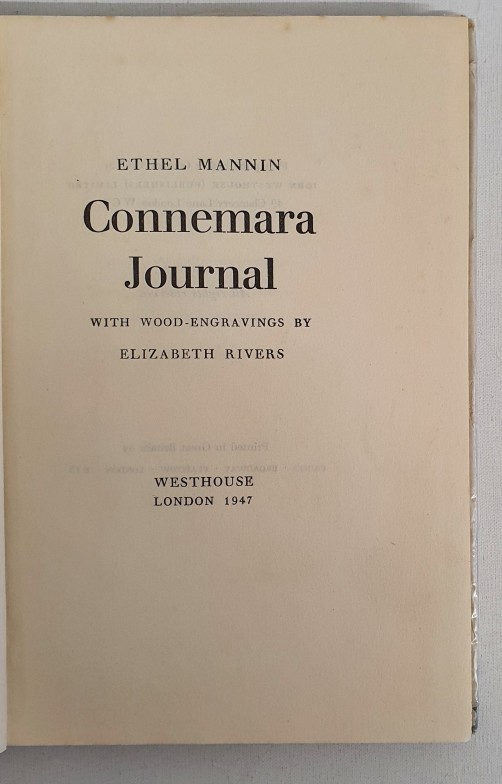 ETHEL MANNIN
Connemara
Journal
WITH WOOD-ENGRAVINGS BY
ELIZABETH RIVERS
WESTHOUSE
LONDON 1947